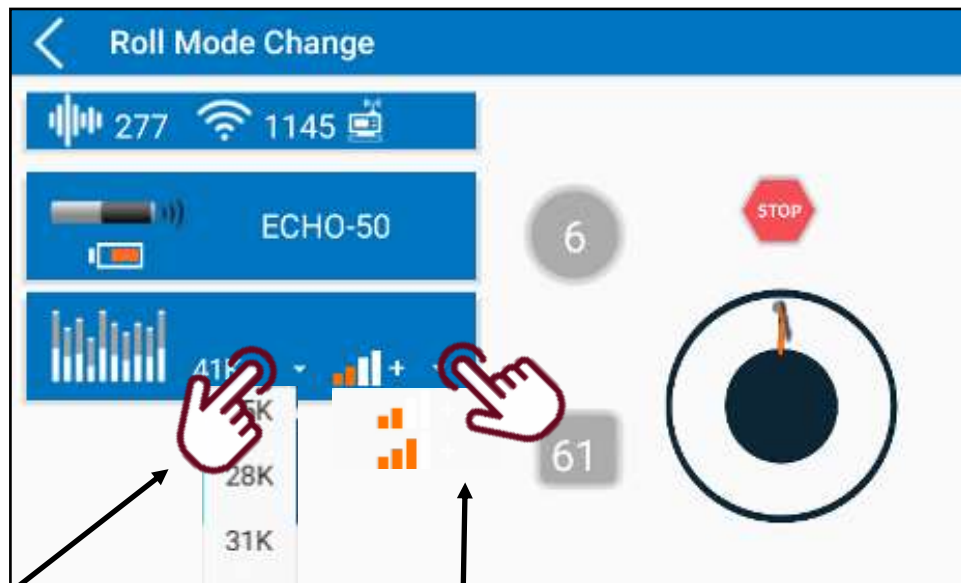 Roll Mode Change
277 1145
ECHO-50
6
STOP
41K +
28K
31K
61